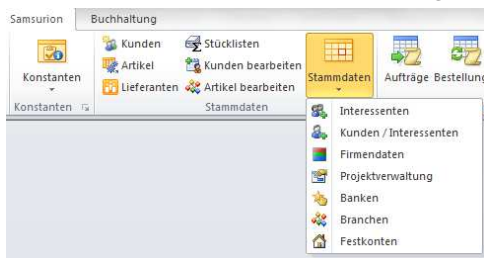 Samsurion Buchhaltung
Kunden Stücklisten
Artikel Kunden bearbeiten
Konstanten Lieferanten Artikel bearbeiten Stammdaten Aufträge Bestellung
Konstanten Stammdaten
Interessenten
Kunden / Interessenten
Firmendaten
Projektverwaltung
Banken
Branchen
Festkonten